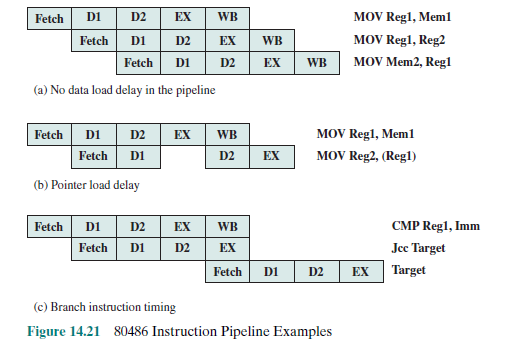 Fetch D1 D2 EX WB MOV Reg1, Mem1
Fetch D1 D2 EX WB MOV Reg1, Reg2
Fetch D1 D2 EX WB MOV Mem2, Reg1
(a) No data load delay in the pipeline
Fetch D1 D2 EX WB MOV Reg1, Mem1
Fetch D1 D2 EX MOV Reg2, (Reg1)
(b) Pointer load delay
Fetch D1 D2 EX WB CMP Reg1, Imm
Fetch D1 D2 EX Jcc Target
Fetch D1 D2 EX Target
(c) Branch instruction timing
Figure 14.21 80486 Instruction Pipeline Examples